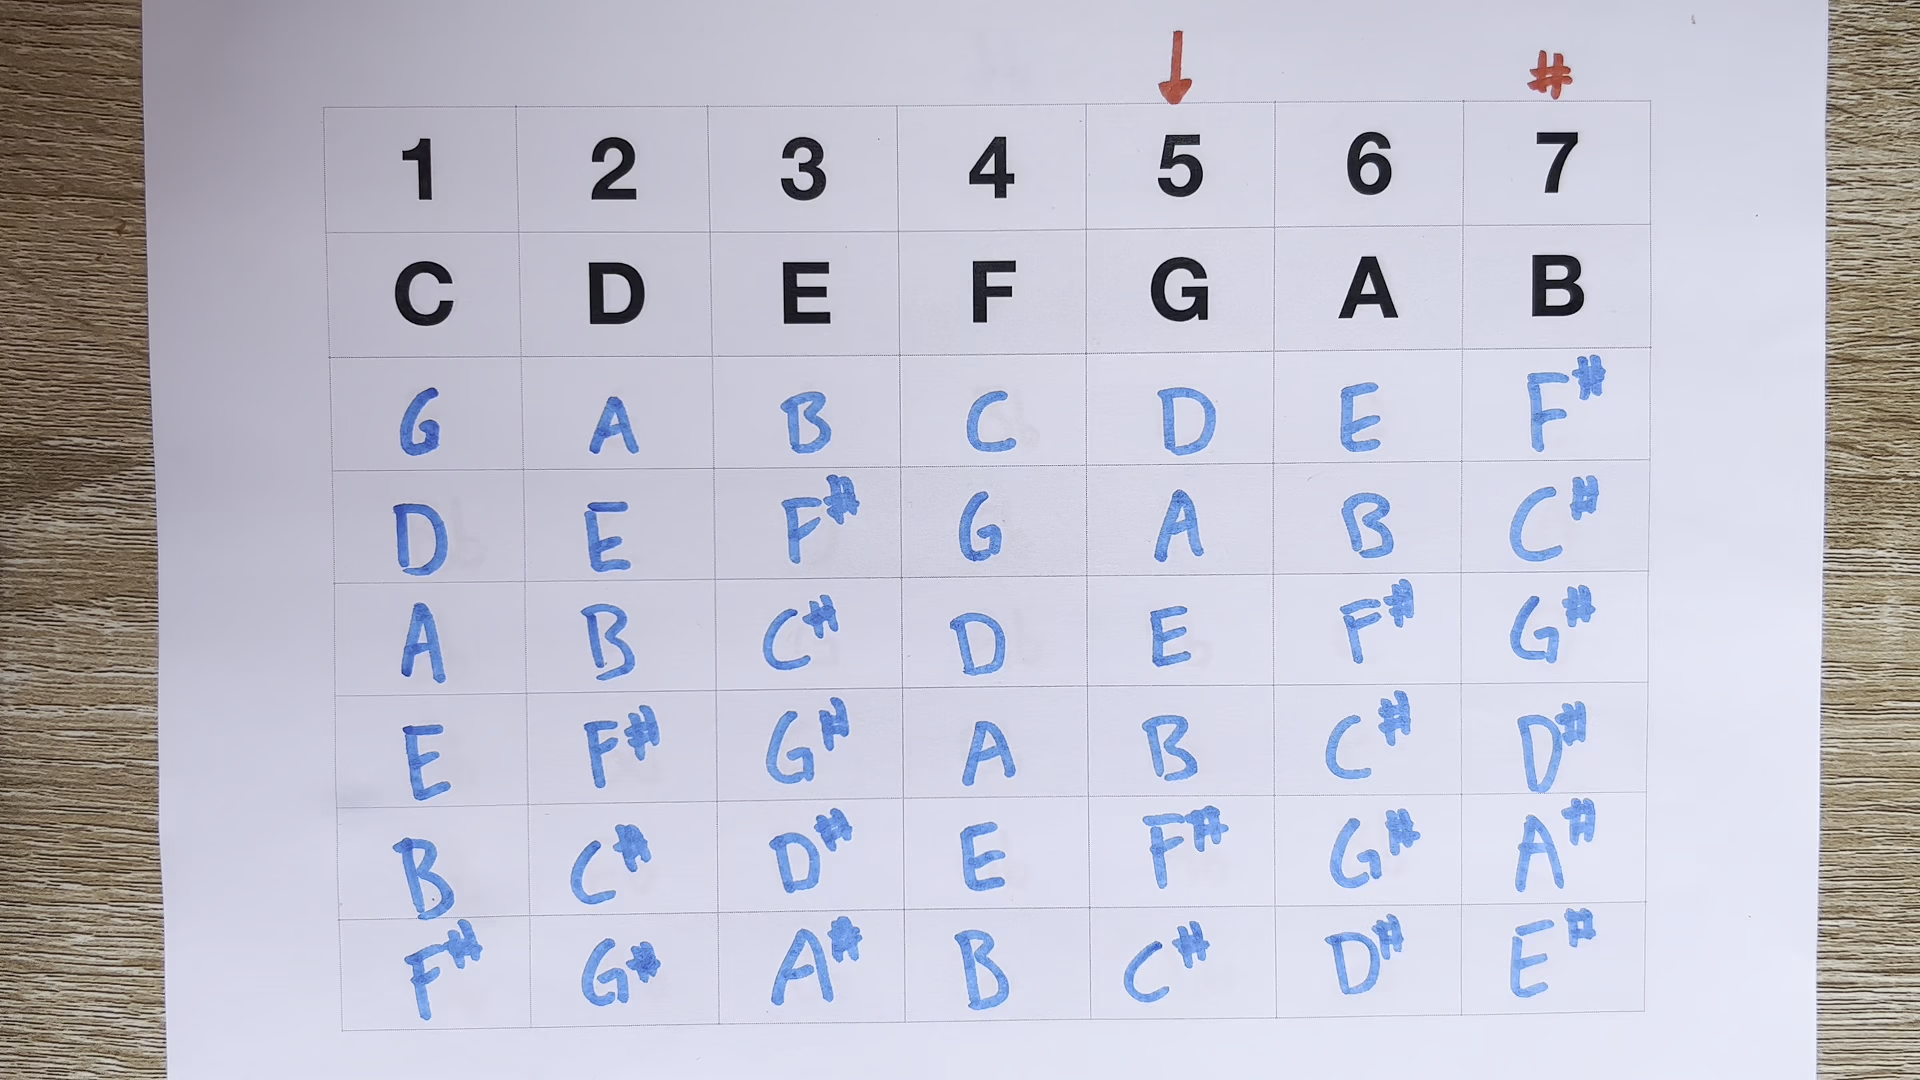 #
1 2 3 4 5 6 7
C D E F G A B
G A B C D E F#
D E F# G A B C#
A B C# D E F# G#
E F# G# A B C# D#
B C# D# E F# G# A#
F# G# A# B C# D# E#